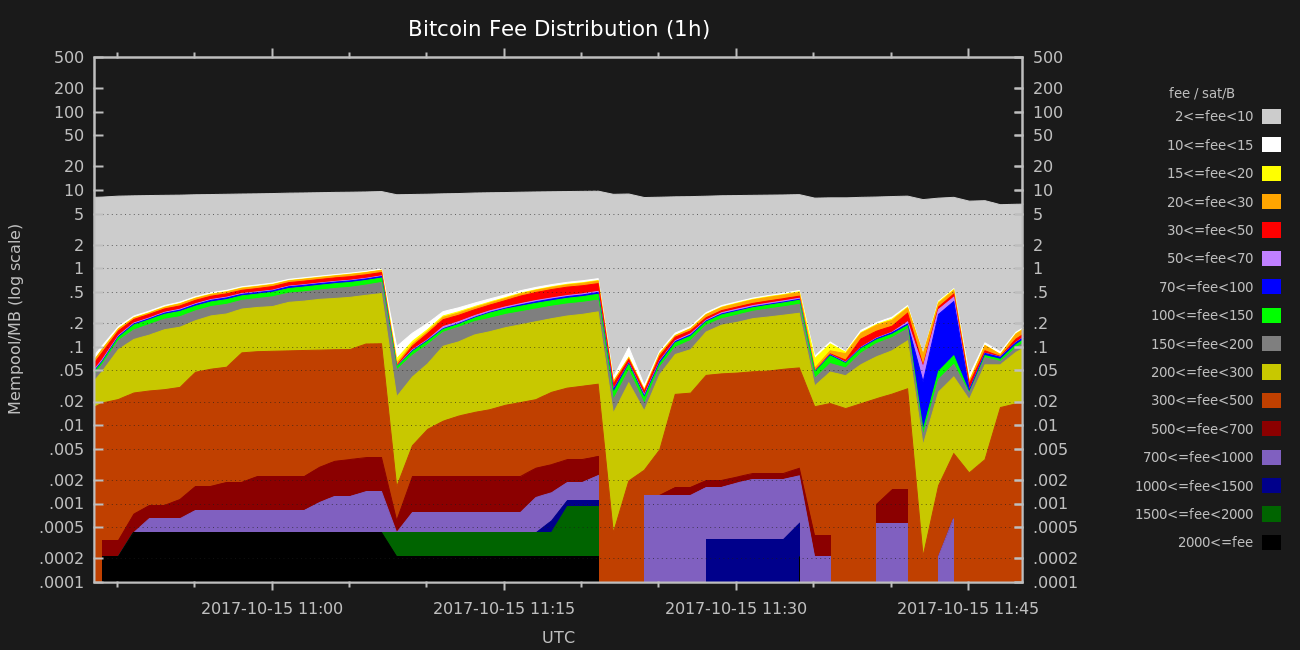 Bitcoin Fee Distribution (1h)
Mempool/MB (log scale)
500
200
100
50
20
10
5
2
1
.5
.2
.1
.05
.02
.01
.005
.002
.001
.0005
.0002
.0001
500
200
100
50
20
10
5
2
1
.5
.2
.1
.05
.02
.01
.005
.002
.001
.0005
.0002
.0001
2017-10-15 11:00
2017-10-15 11:15
2017-10-15 11:30
2017-10-15 11:45
UTC
fee / sat/B
2<=fee<10
10<=fee<15
15<=fee<20
20<=fee<30
30<=fee<50
50<=fee<70
70<=fee<100
100<=fee<150
150<=fee<200
200<=fee<300
300<=fee<500
500<=fee<700
700<=fee<1000
1000<=fee<1500
1500<=fee<2000
2000<=fee